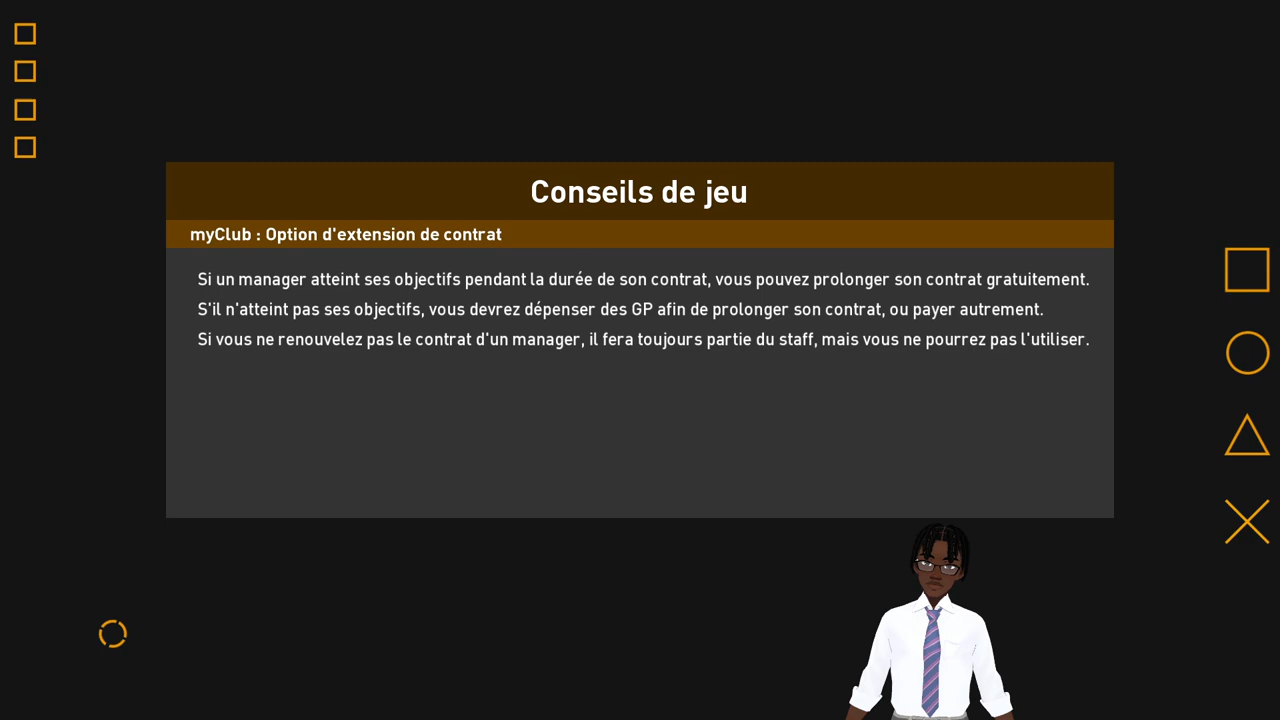 Conseils de jeu
myClub : Option d'extension de contrat
Si un manager atteint ses objectifs pendant la durée de son contrat, vous pouvez prolonger son contrat gratuitement.
S'il n'atteint pas ses objectifs, vous devrez dépenser des GP afin de prolonger son contrat, ou payer autrement.
Si vous ne renouvelez pas le contrat d'un manager, il fera toujours partie du staff, mais vous ne pourrez pas l'utiliser.